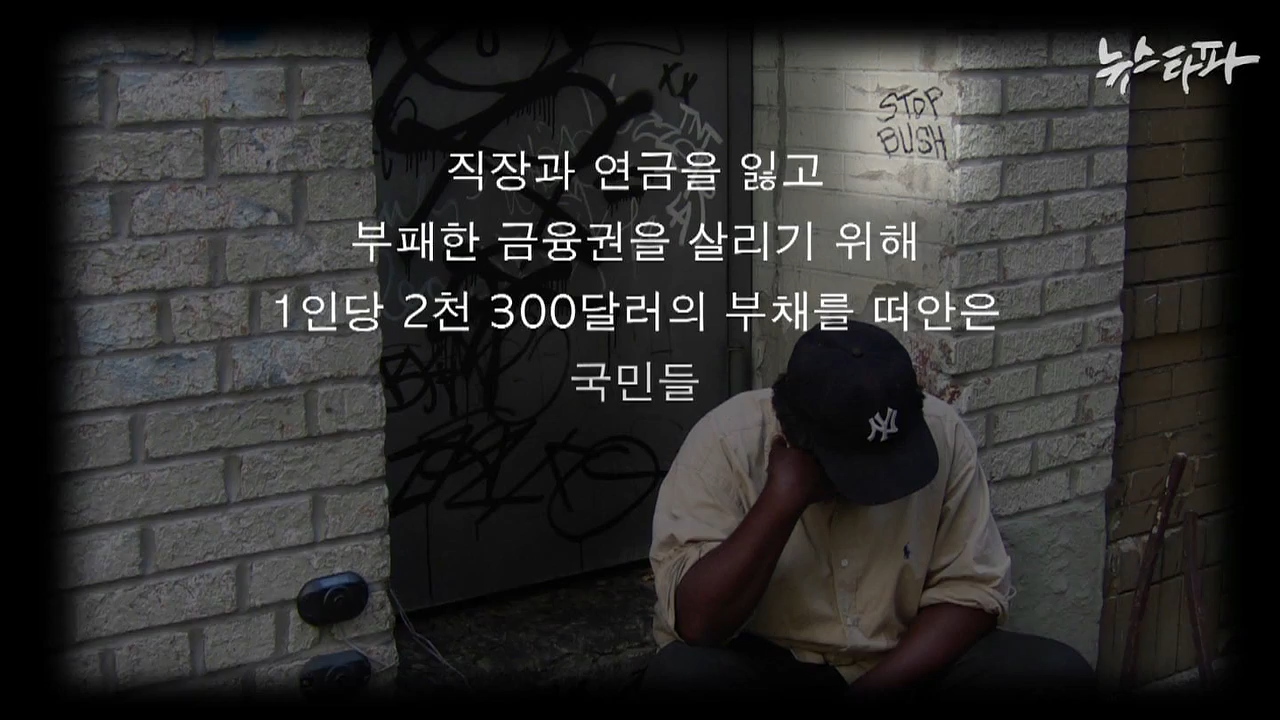 뉴스타파
STOP
BUSH
TNT
직장과 연금을 잃고
부패한 금융권을 살리기 위해
1인당 2천 300달러의 부채를 떠안은
국민들
NY